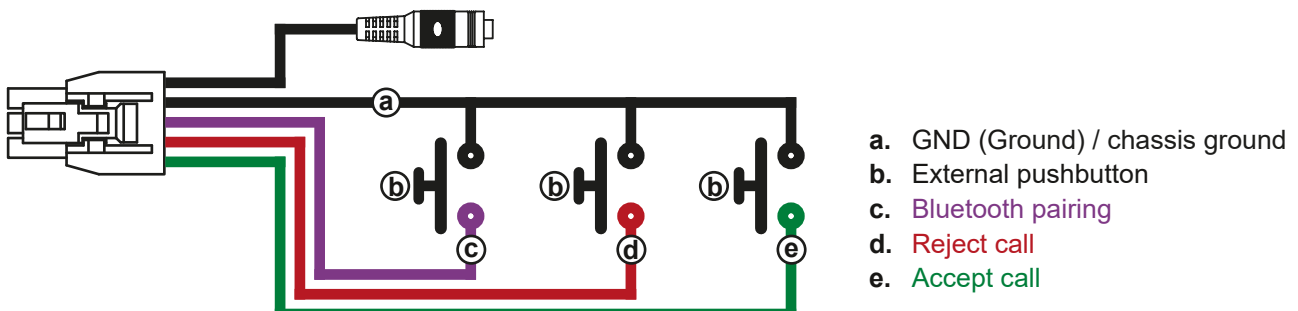 a
b b b
c d e
a. GND (Ground) / chassis ground
b. External pushbutton
c. Bluetooth pairing
d. Reject call
e. Accept call